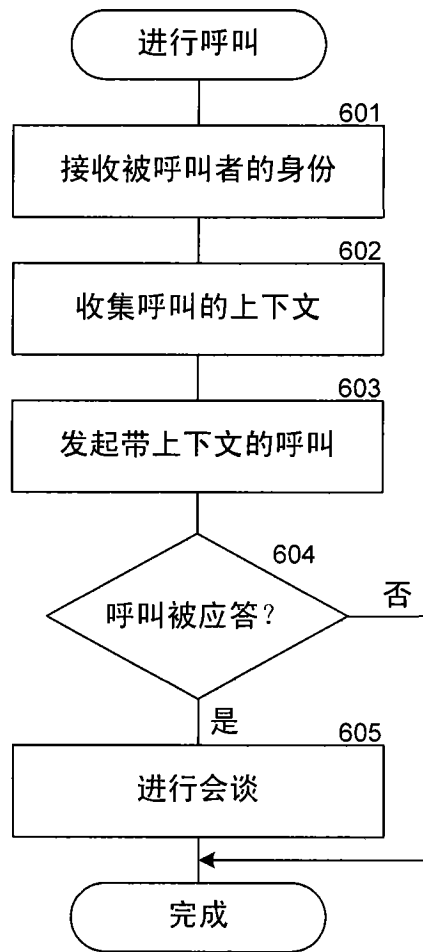 进行呼叫
601
接收被呼叫者的身份
602
收集呼叫的上下文
603
发起带上下文的呼叫
604
呼叫被应答?
否
是
605
进行会谈
完成